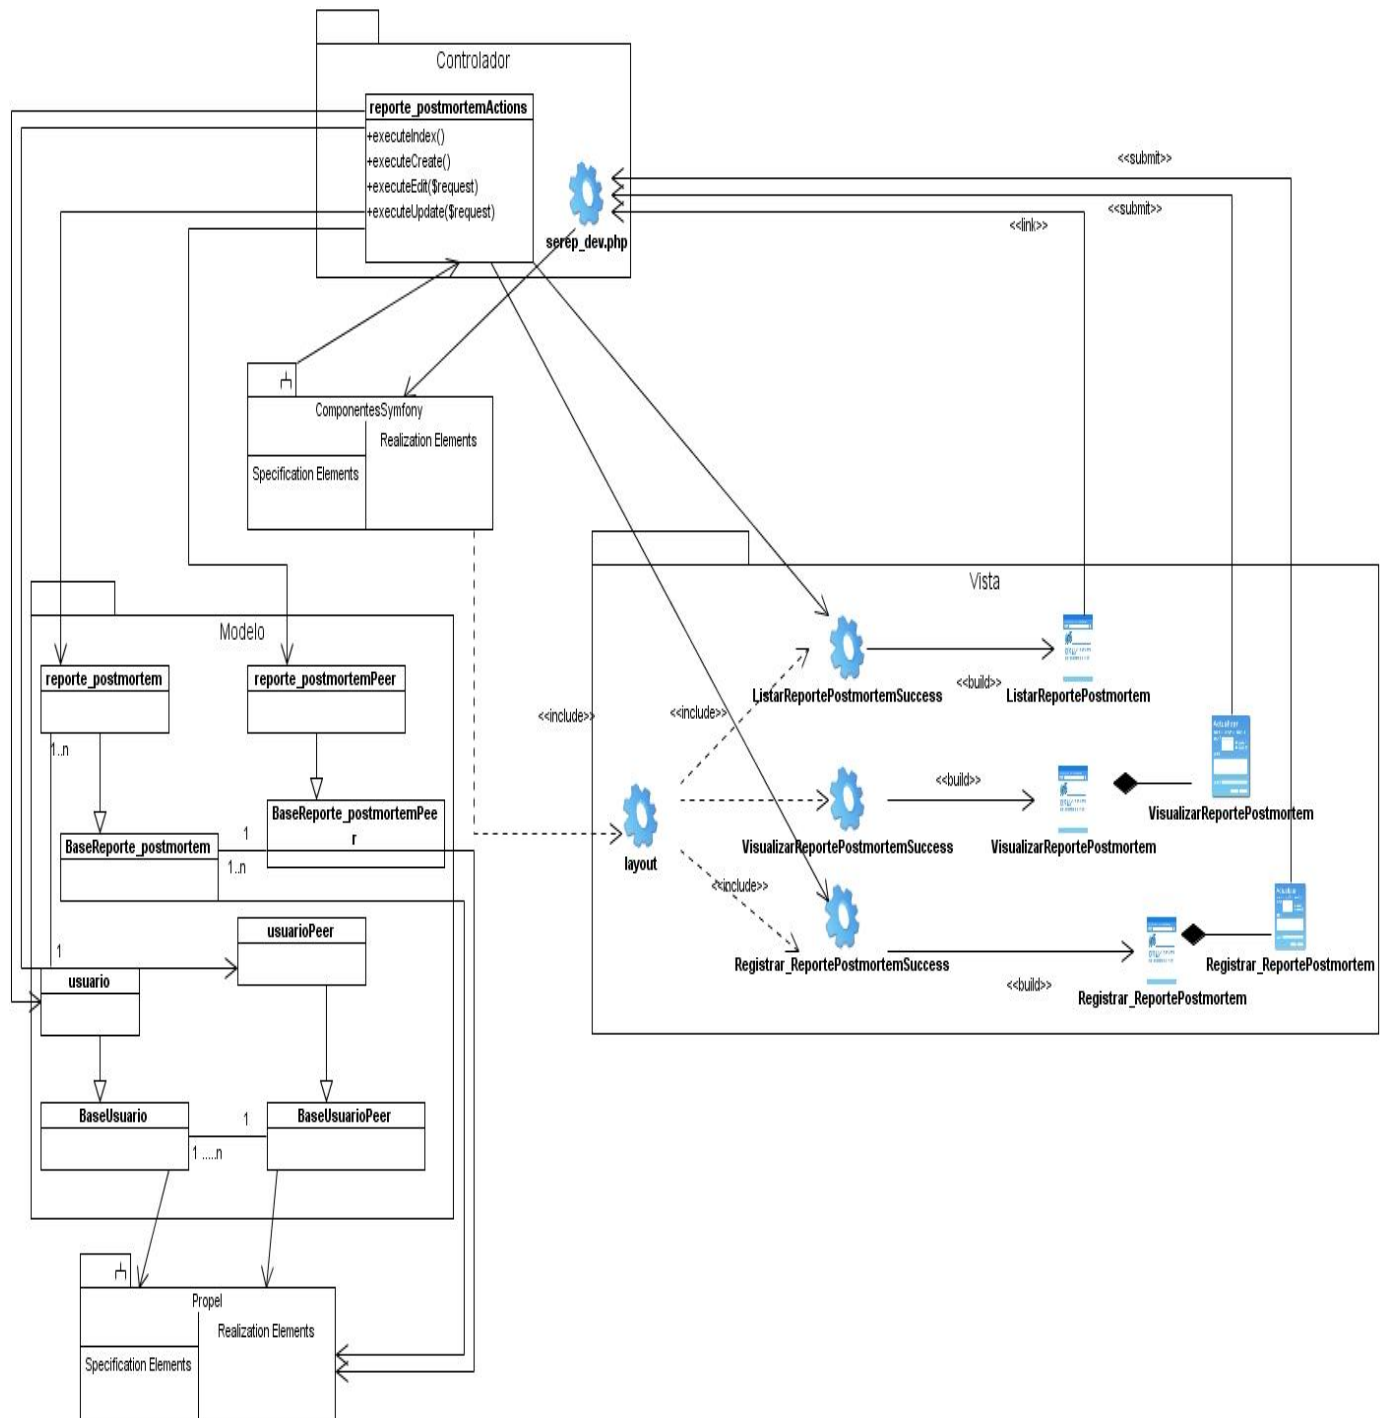 Controlador
reporte_postmortemActions
+executeIndex()
+executeCreate()
+executeEdit($request)
+executeUpdate($request)
serep_dev.php
<<submit>>
<<submit>>
<<link>>
ComponentesSymfony
Realization Elements
Specification Elements
Vista
ListarReportePostmortemSuccess
<<build>>
ListarReportePostmortem
<<include>>
<<include>>
<<build>>
Actualizar
VisualizarReportePostmortem
VisualizarReportePostmortemSuccess
VisualizarReportePostmortem
layout
<<include>>
Registrar_ReportePostmortemSuccess
<<build>>
Registrar_ReportePostmortem
Registrar_ReportePostmortem
Modelo
reporte_postmortem
reporte_postmortemPeer
1..n
BaseReporte_postmortemPee
r
BaseReporte_postmortem
1
1..n
usuarioPeer
1
usuario
BaseUsuario
1
BaseUsuarioPeer
1 .....n
Propel
Realization Elements
Specification Elements